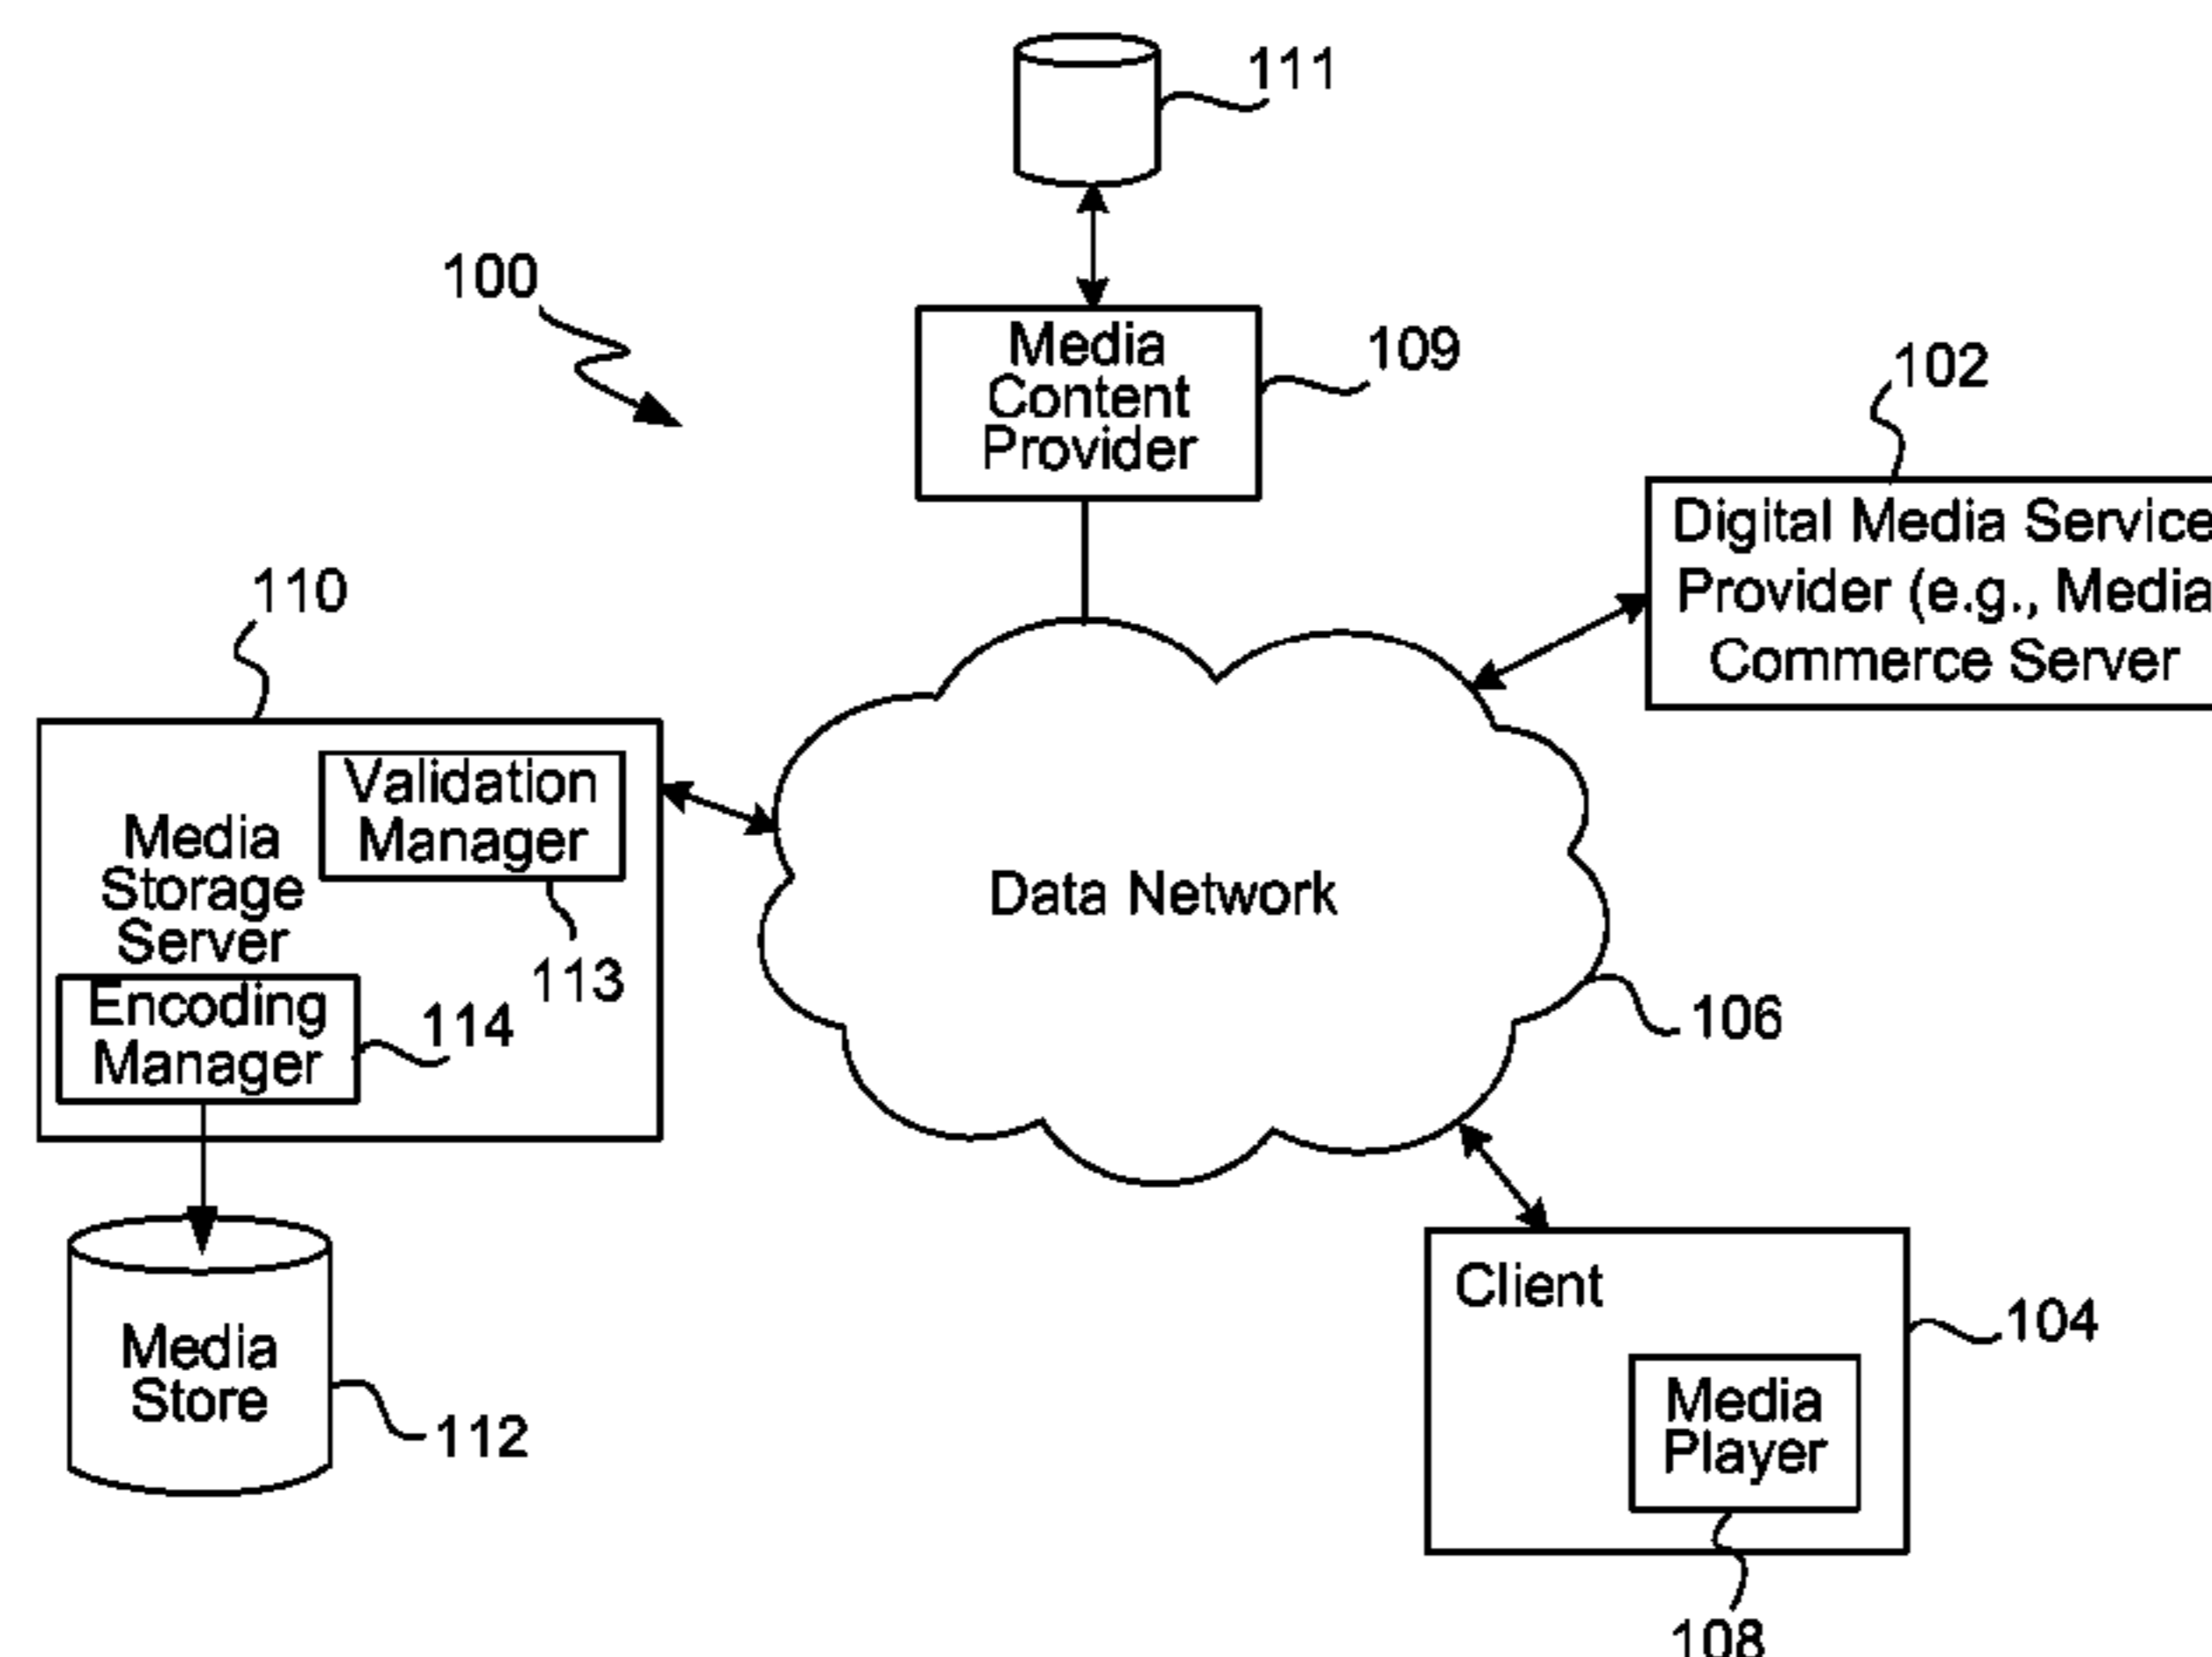 111
100
Media
Content
Provider
109
102
Digital Media Service
Provider (e.g., Media
Commerce Server
110
Validation
Manager
Media
Storage
Server
113
Encoding
Manager
114
Data Network
106
Media
Store
112
Client
104
Media
Player
108